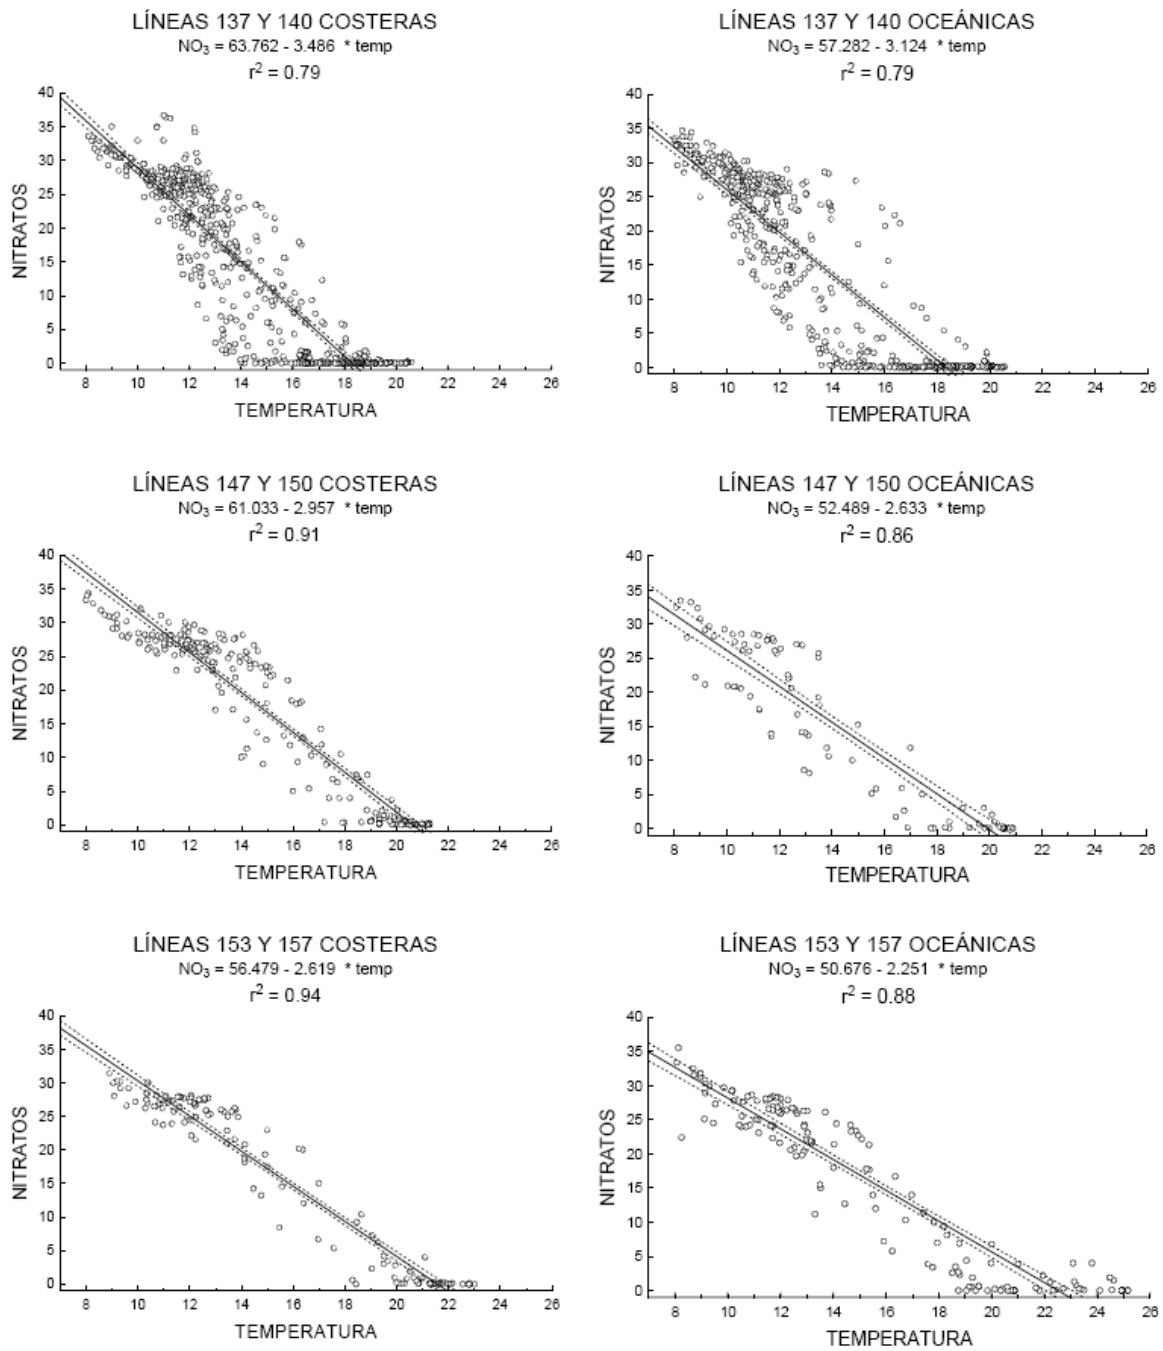 LÍNEAS 137 Y 140 COSTERAS
NO3 = 63.762 - 3.486 * temp
r2 = 0.79
40
35
30
25
20
15
10
5
0
NITRATOS
8 10 12 14 16 18 20 22 24 26
TEMPERATURA
LÍNEAS 137 Y 140 OCEÁNICAS
NO3 = 57.282 - 3.124 * temp
r2 = 0.79
40
35
30
25
20
15
10
5
0
NITRATOS
8 10 12 14 16 18 20 22 24 26
TEMPERATURA
LÍNEAS 147 Y 150 COSTERAS
NO3 = 61.033 - 2.957 * temp
r2 = 0.91
40
35
30
25
20
15
10
5
0
NITRATOS
8 10 12 14 16 18 20 22 24 26
TEMPERATURA
LÍNEAS 147 Y 150 OCEÁNICAS
NO3 = 52.489 - 2.633 * temp
r2 = 0.86
40
35
30
25
20
15
10
5
0
NITRATOS
8 10 12 14 16 18 20 22 24 26
TEMPERATURA
LÍNEAS 153 Y 157 COSTERAS
NO3 = 56.479 - 2.619 * temp
r2 = 0.94
40
35
30
25
20
15
10
5
0
NITRATOS
8 10 12 14 16 18 20 22 24 26
TEMPERATURA
LÍNEAS 153 Y 157 OCEÁNICAS
NO3 = 50.676 - 2.251 * temp
r2 = 0.88
40
35
30
25
20
15
10
5
0
NITRATOS
8 10 12 14 16 18 20 22 24 26
TEMPERATURA